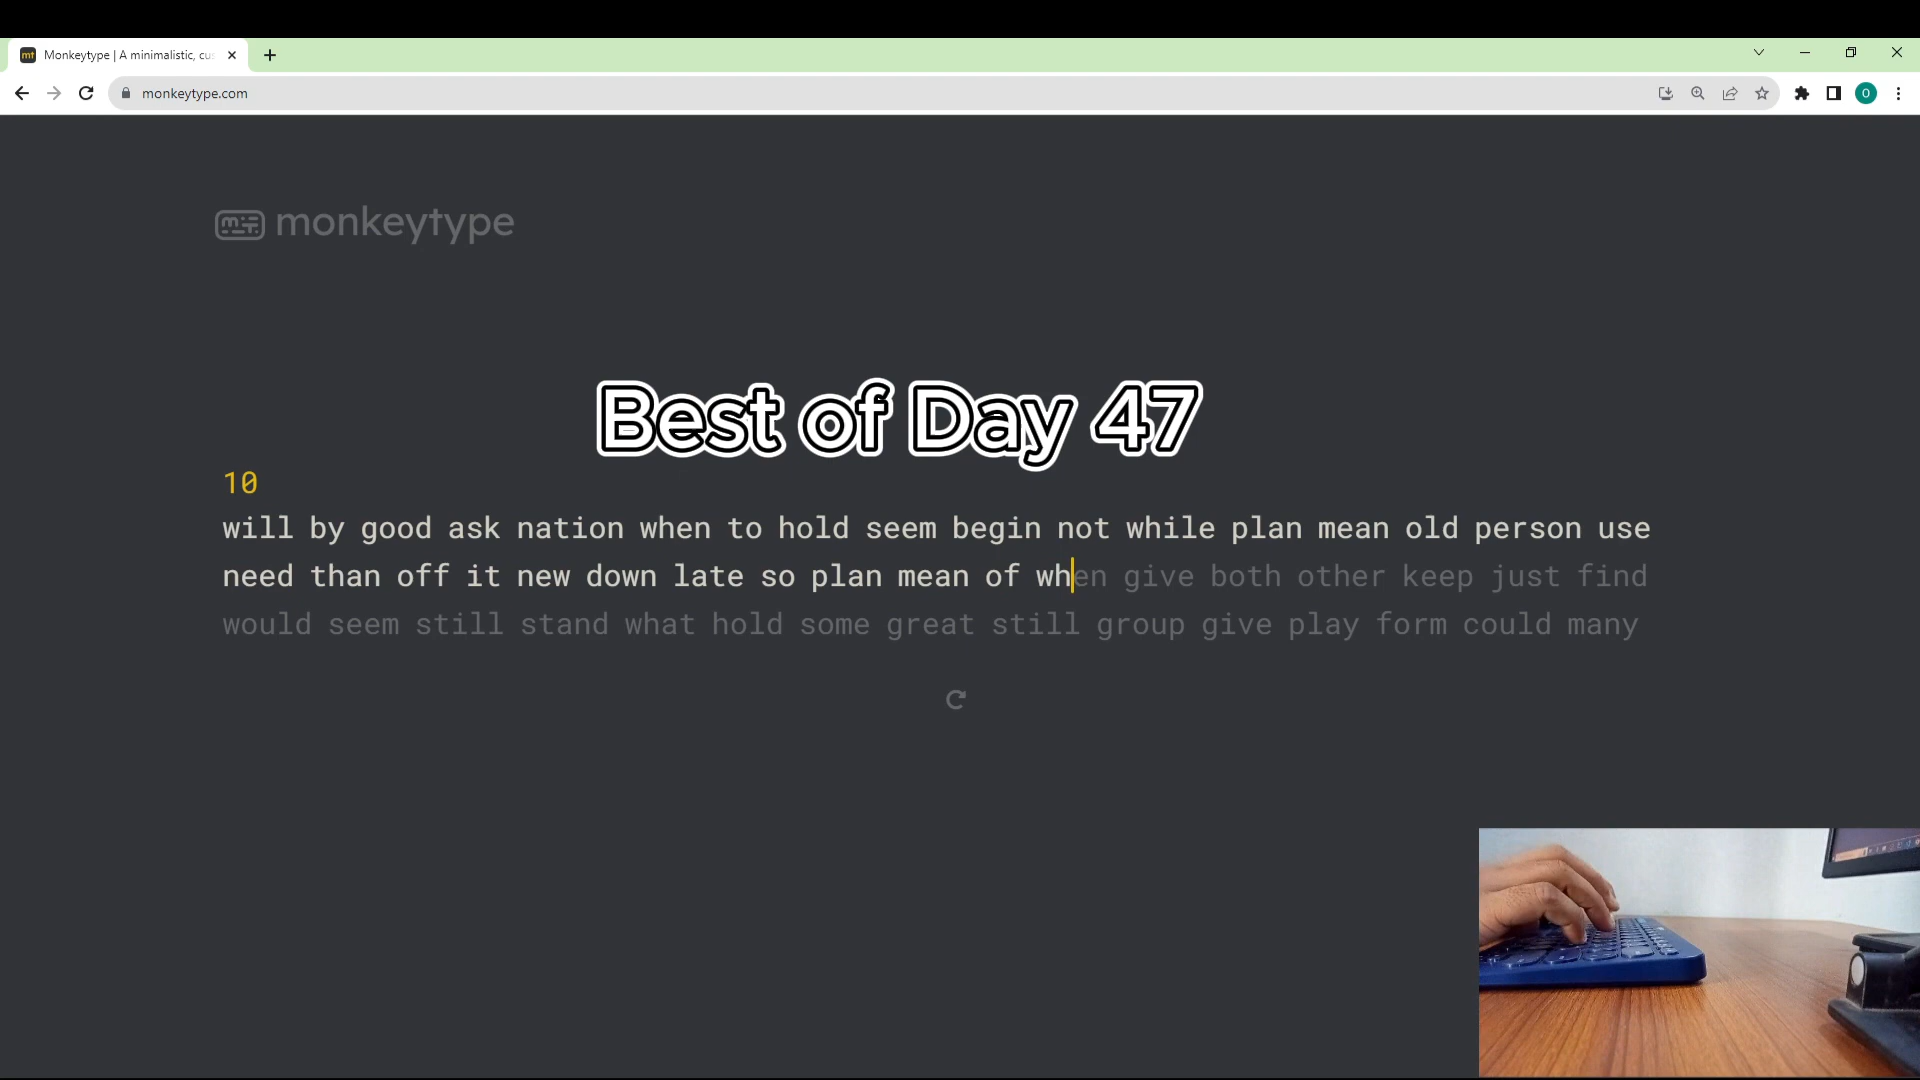 Monkeytype | A minimalistic, cu
monkeytype.com
O
monkeytype
Best of Day 47
10
will by good ask nation when to hold seem begin not while plan mean old person use
need than off it new down late so plan mean of when give both other keep just find
would seem still stand what hold some great still group give play form could many